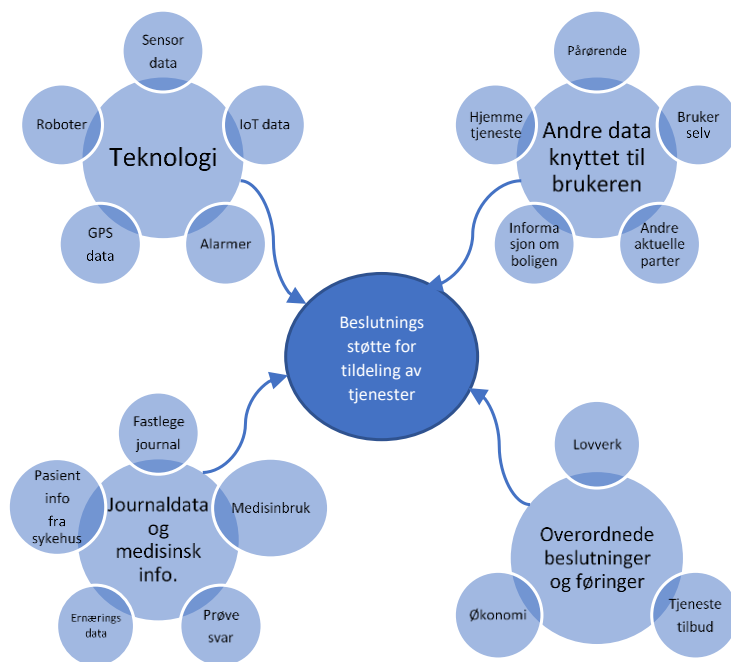 Sensor
data
Roboter
IoT data
Teknologi
GPS
data
Alarmer
Pårørende
Hjemme
tjeneste
Bruker
selv
Andre data
knyttet til
brukeren
Informa
sjon om
boligen
Andre
aktuelle
parter
Beslutnings
støtte for
tildeling av
tjenester
Fastlege
journal
Pasient
info
fra
sykehus
Medisinbruk
Journaldata
og
medisinsk
info.
Ernærings
data
Prøve
svar
Lovverk
Overordnede
beslutninger
og føringer
Økonomi
Tjeneste
tilbud